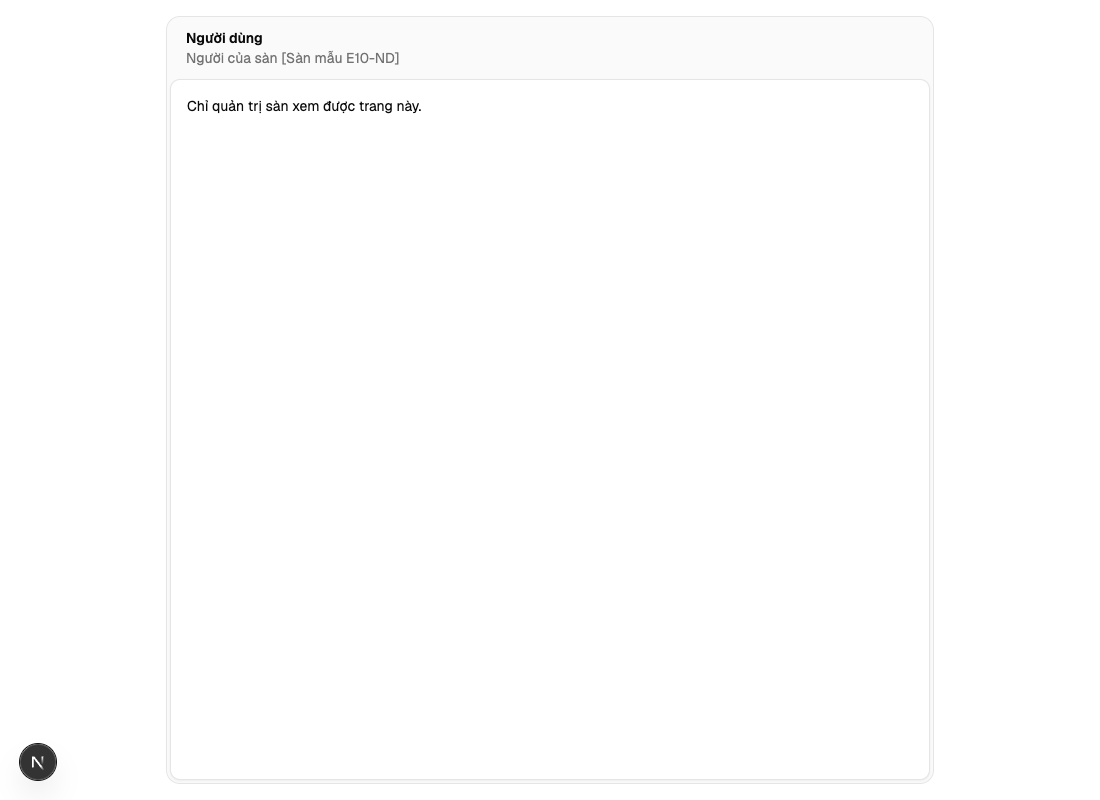 Người dùng
Người của sàn [Sàn mẫu E10-ND]
Chỉ quản trị sàn xem được trang này.
N